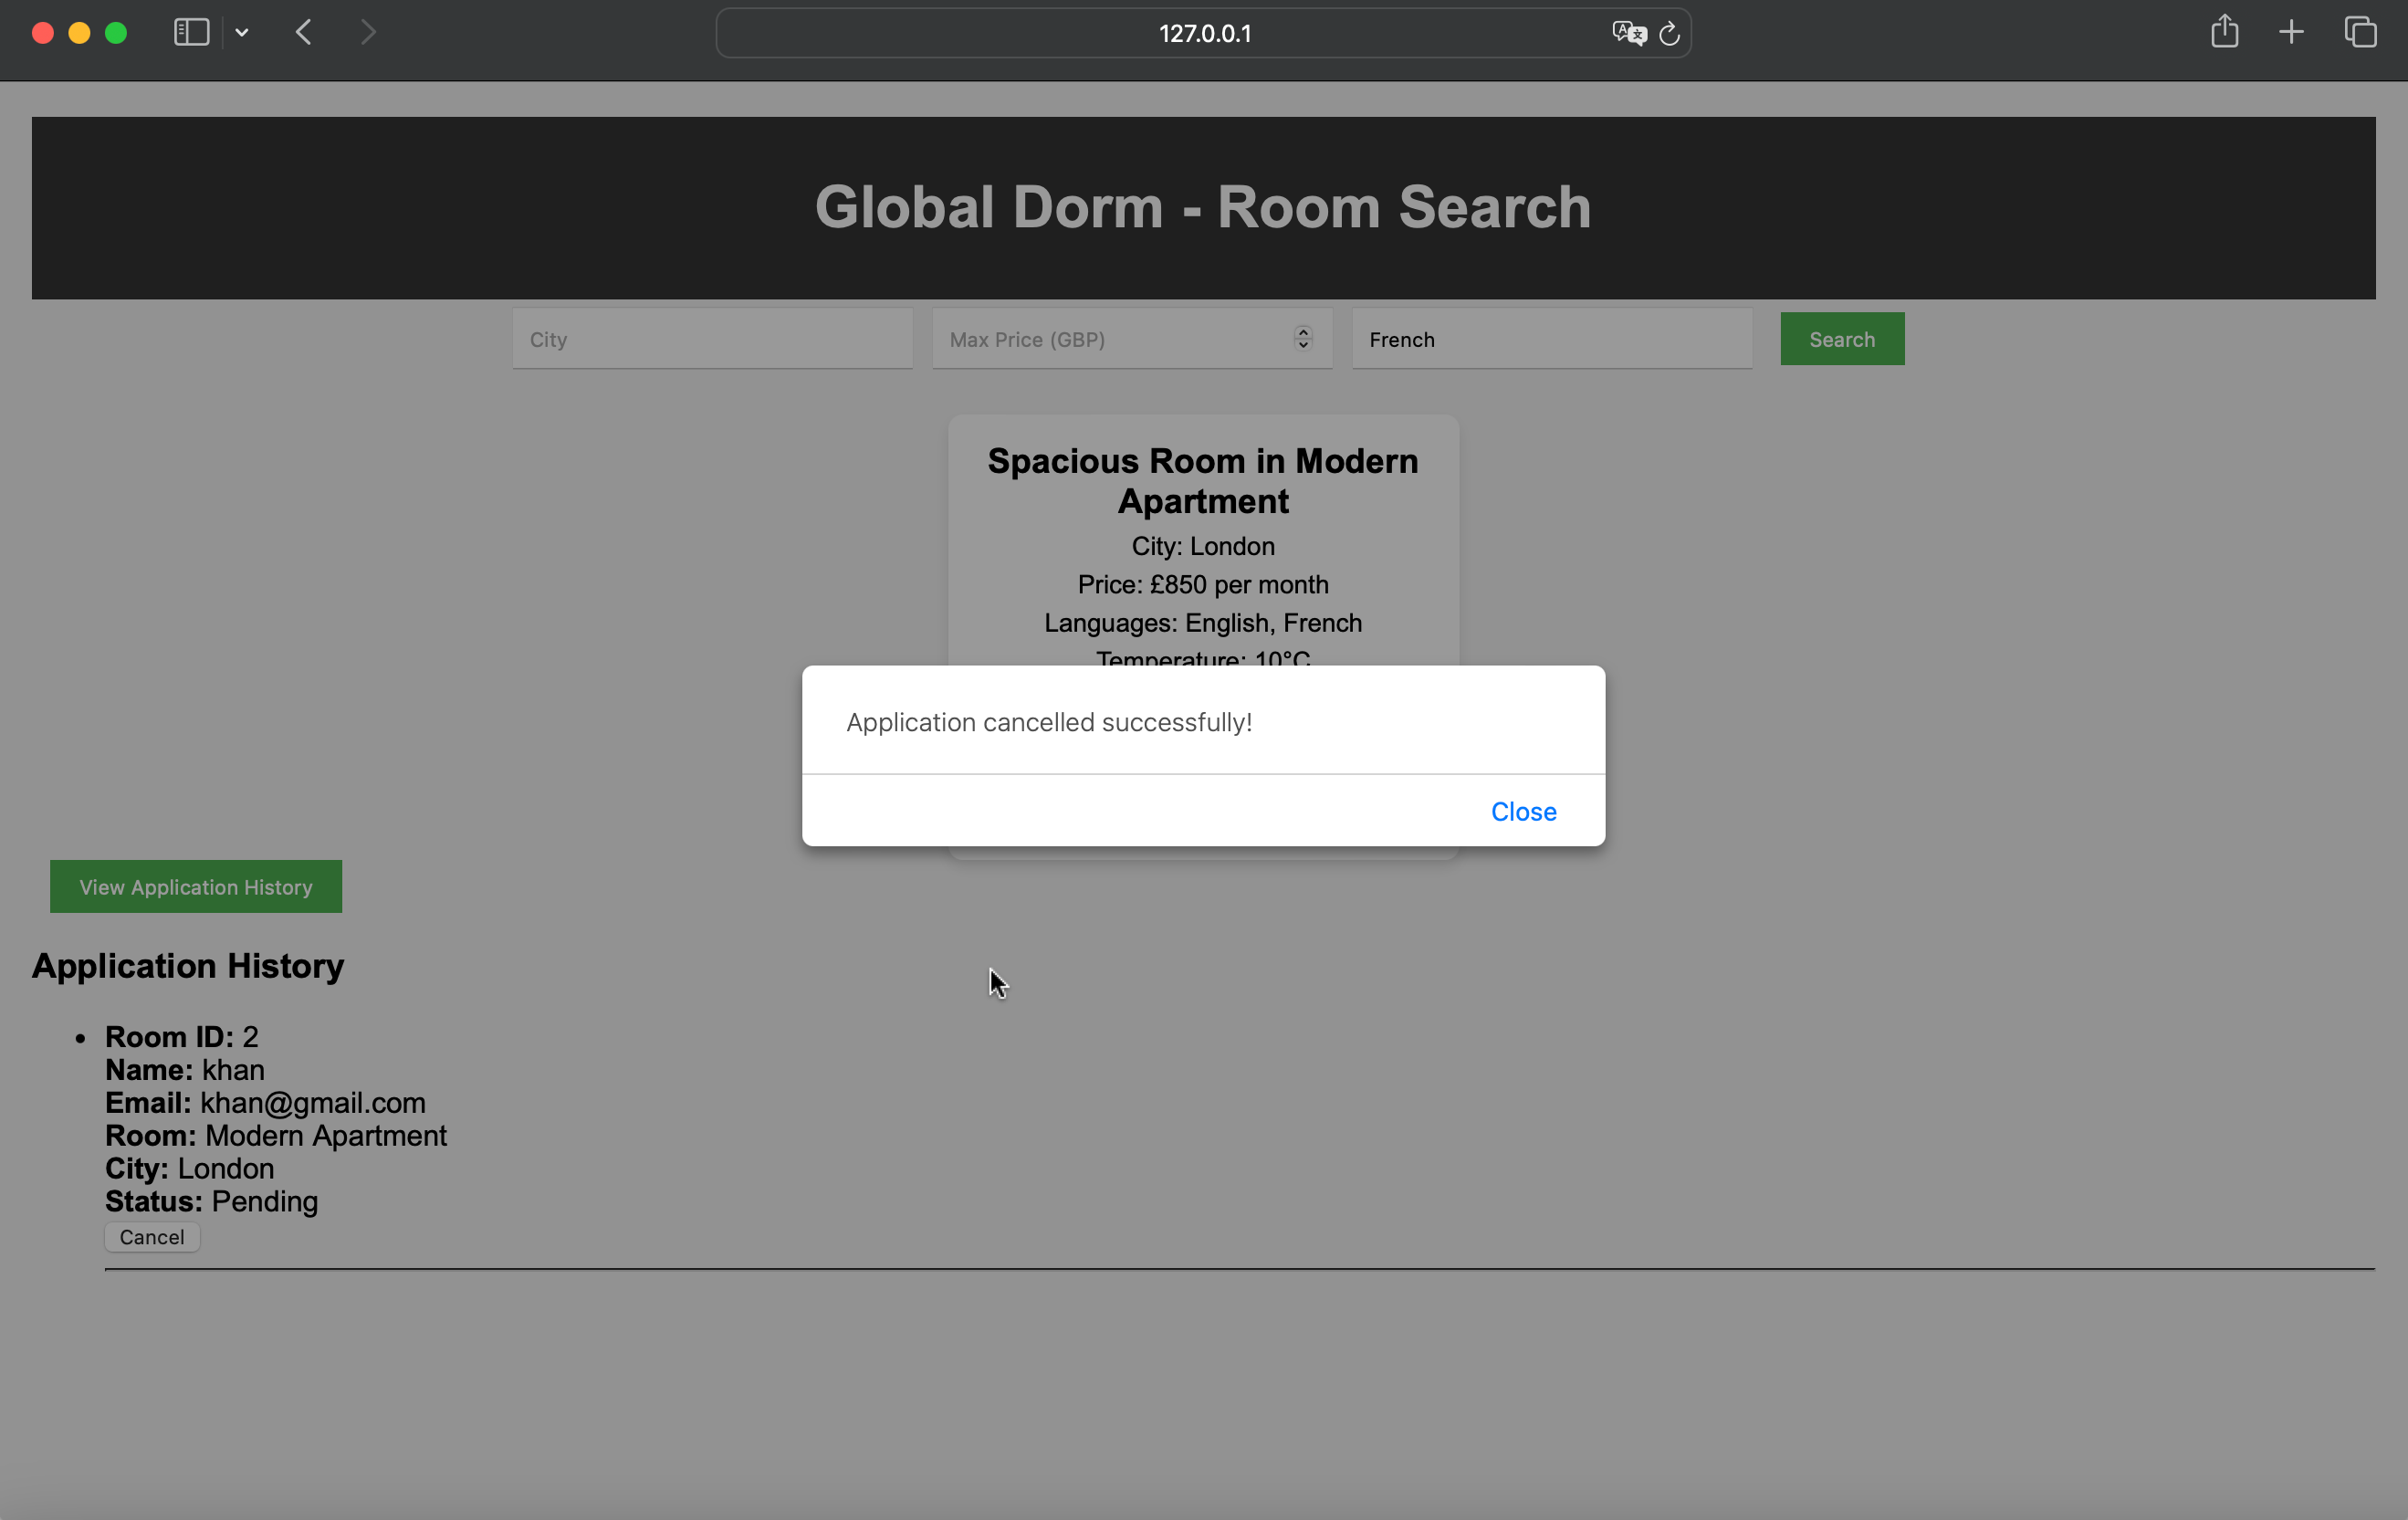 127.0.0.1
Global Dorm - Room Search
City
Max Price (GBP)
French
Search
Spacious Room in Modern
Apartment
City: London
Price: £850 per month
Languages: English, French
Temperature: 10°C
Application cancelled successfully!
Close
View Application History
Application History
Room ID: 2
Name: khan
Email: khan@gmail.com
Room: Modern Apartment
City: London
Status: Pending
Cancel